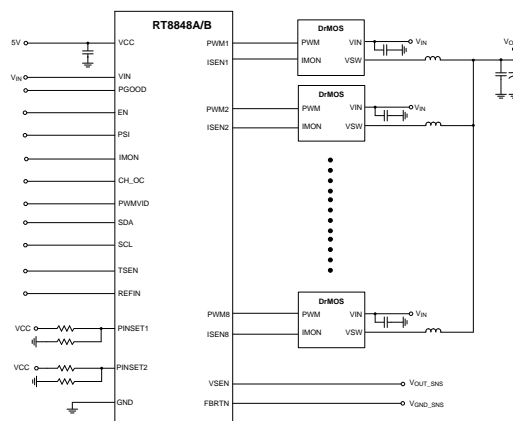 RT8848A/B
5V
VCC
VIN
VIN
PGOOD
EN
PSI
IMON
CH_OC
PWMVID
SDA
SCL
TSEN
REFIN
VCC
PINSET1
VCC
PINSET2
GND
PWM1
ISEN1
PWM2
ISEN2
PWM8
ISEN8
VSEN
FBRTN
DrMOS
PWM
VIN
IMON
VSW
VIN
DrMOS
PWM
VIN
IMON
VSW
VIN
DrMOS
PWM
VIN
IMON
VSW
VIN
VOUT_SNS
VGND_SNS